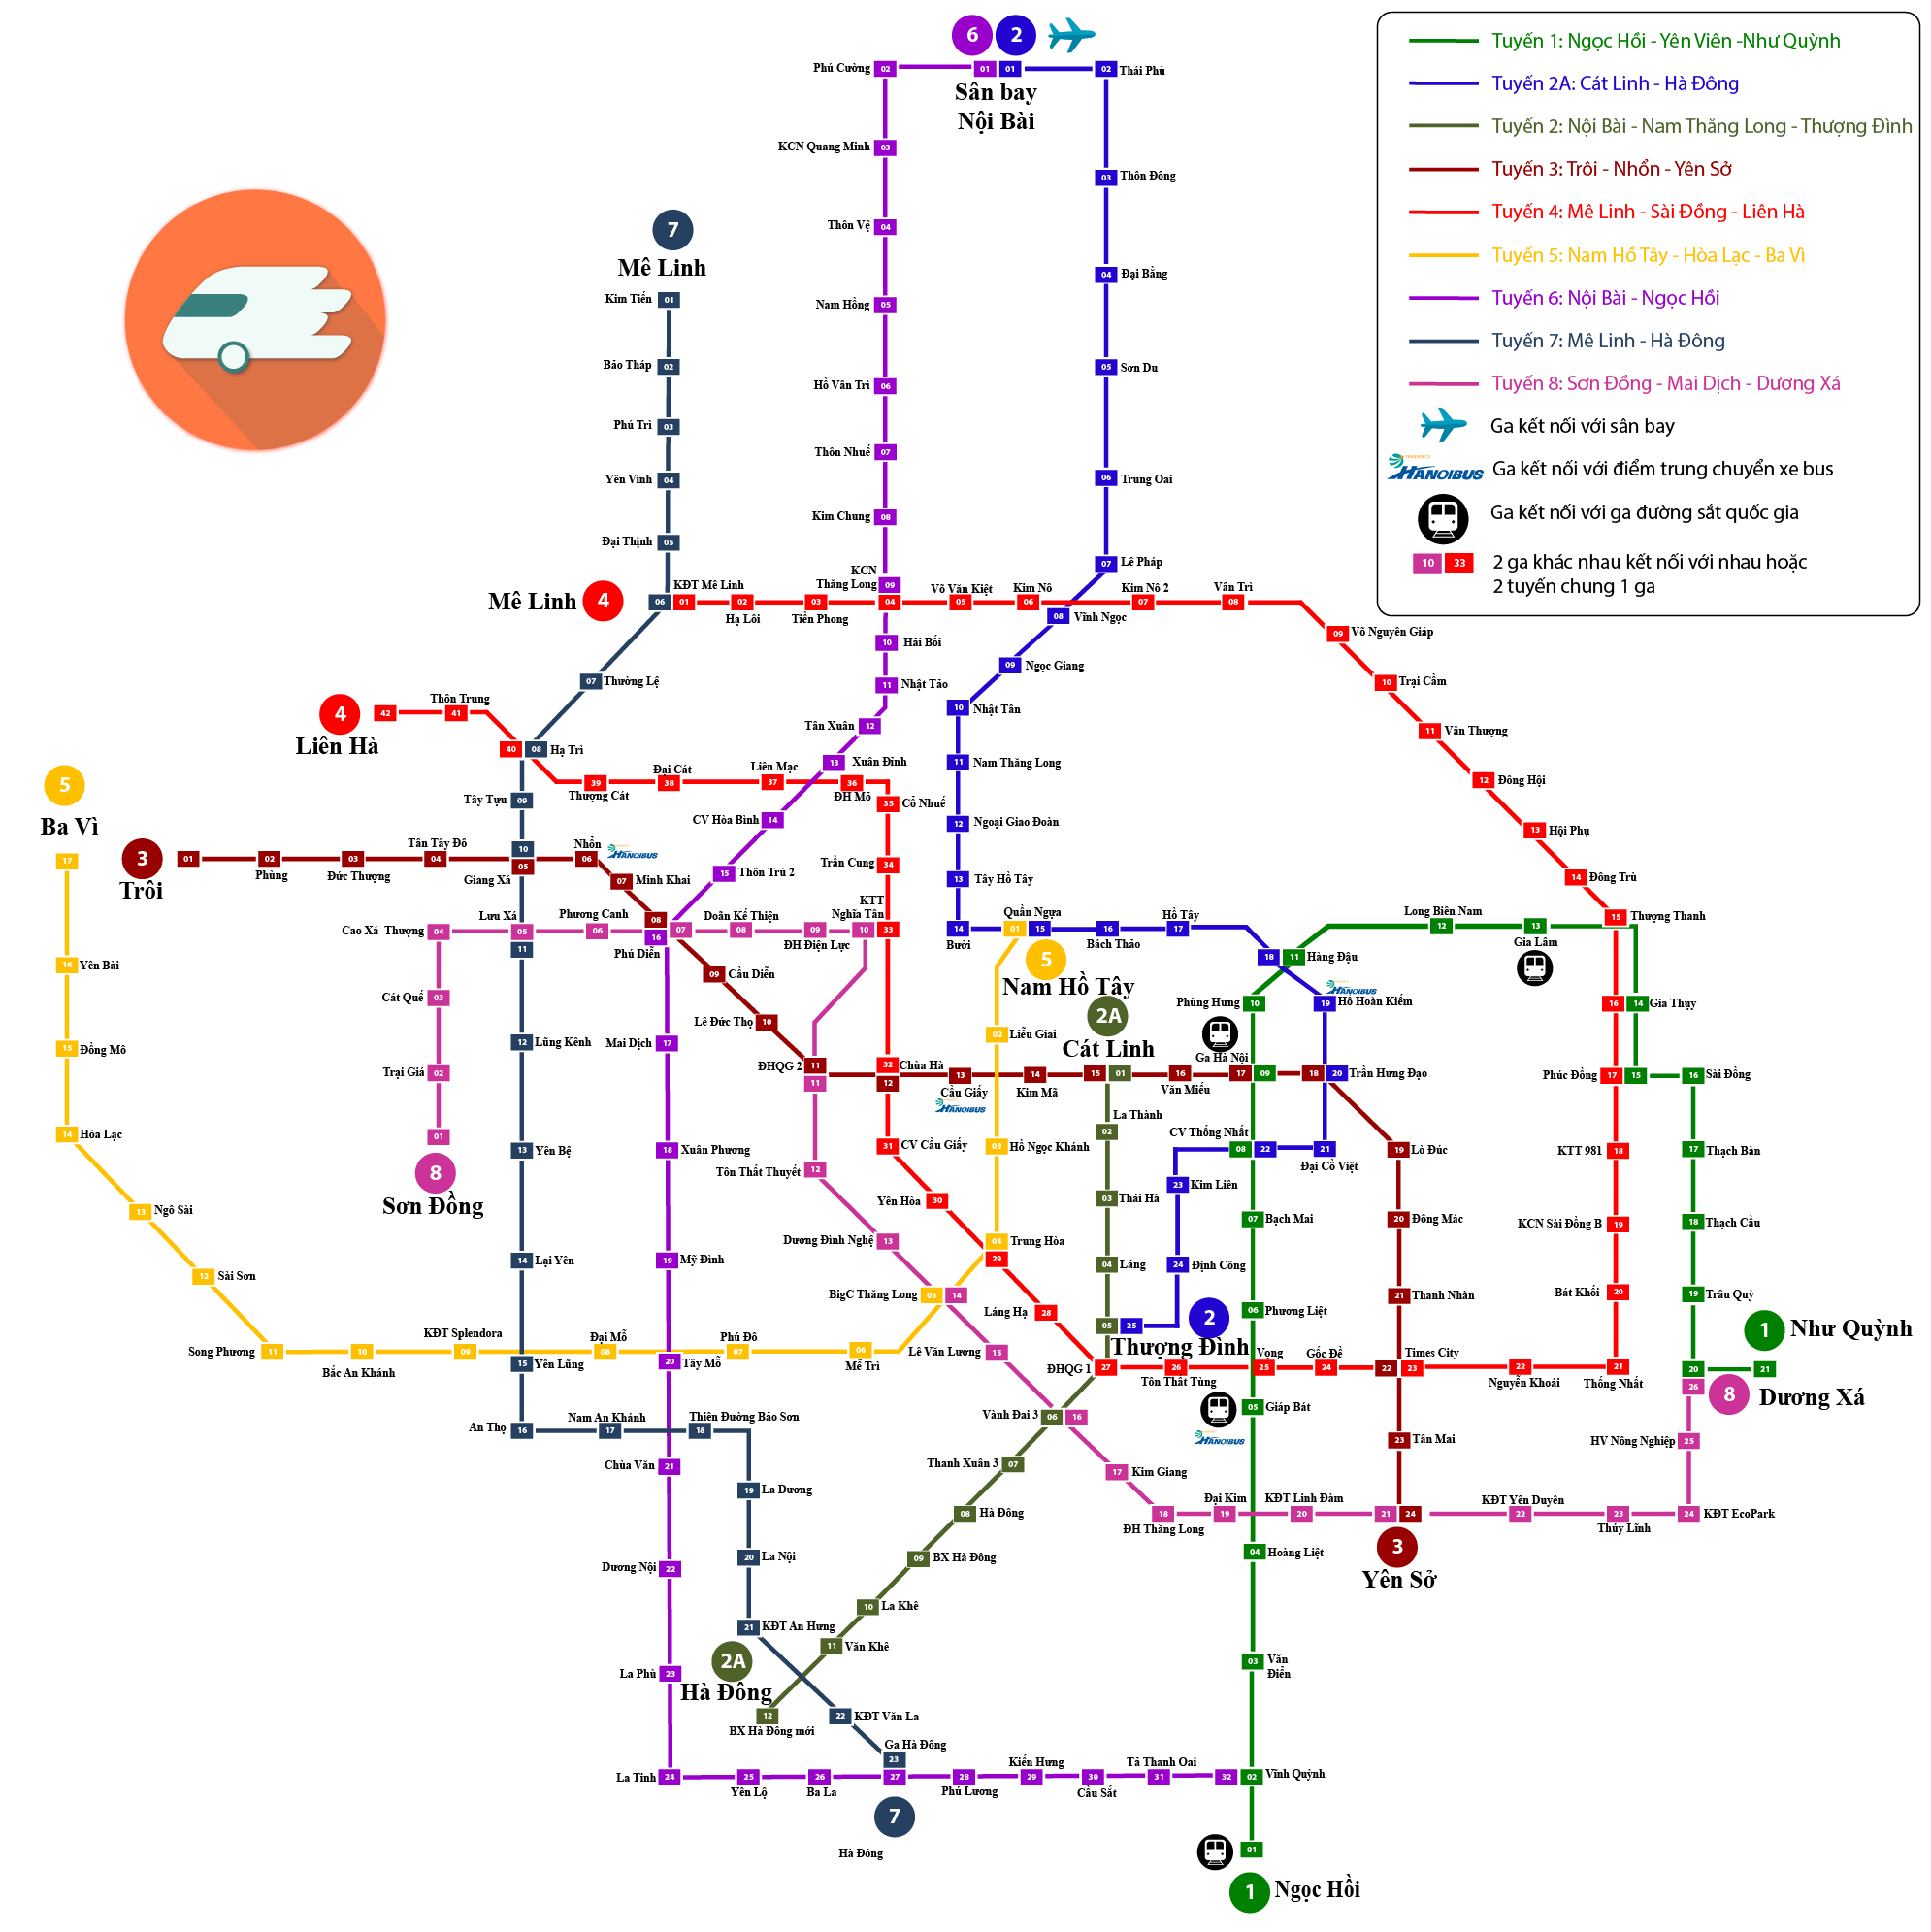 6
2
Phú Cường
02
01
01
02
Thái Phù
Sân bay
Nội Bài
Tuyến 1: Ngọc Hồi - Yên Viên -Như Quỳnh
Tuyến 2A: Cát Linh - Hà Đông
Tuyến 2: Nội Bài - Nam Thăng Long - Thượng Đình
Tuyến 3: Trôi - Nhổn - Yên Sở
Tuyến 4: Mê Linh - Sài Đồng - Liên Hà
Tuyến 5: Nam Hồ Tây - Hòa Lạc - Ba Vì
Tuyến 6: Nội Bài - Ngọc Hồi
Tuyến 7: Mê Linh - Hà Đông
Tuyến 8: Sơn Đồng - Mai Dịch - Dương Xá
Ga kết nối với sân bay
HANOIBUS
Ga kết nối với điểm trung chuyển xe bus
Ga kết nối với ga đường sắt quốc gia
10
33
2 ga khác nhau kết nối với nhau hoặc
2 tuyến chung 1 ga
KCN Quang Minh
03
03
Thôn Đông
Thôn Vệ
04
7
Mê Linh
04
Đại Bằng
Kim Tiến
01
Nam Hồng
05
Bảo Tháp
02
05
Sơn Du
Hồ Vân Trì
06
Phú Trì
03
Thôn Nhuế
07
Yên Vinh
04
06
Trung Oai
Kim Chung
08
Đại Thịnh
05
07
Lê Pháp
KCN
Thăng Long
09
KĐT Mê Linh
Võ Văn Kiệt
Kim Nô
Kim Nô 2
Vân Trì
Mê Linh
4
06
01
02
03
04
05
06
07
08
Hạ Lôi
Tiền Phong
08
Vĩnh Ngọc
09
Võ Nguyên Giáp
10
Hải Bối
09
Ngọc Giang
07
Thường Lệ
11
Nhật Tảo
10
Trại Cầm
4
Liên Hà
Thôn Trung
42
41
10
Nhật Tân
Tân Xuân
12
11
Văn Thượng
40
08
Hạ Trì
13
Xuân Đỉnh
11
Nam Thăng Long
Đại Cát
Liên Mạc
39
38
37
36
Thượng Cát
ĐH Mỏ
12
Đông Hội
5
Ba Vì
Tây Tựu
09
35
Cổ Nhuế
CV Hòa Bình
14
12
Ngoại Giao Đoàn
13
Hội Phụ
17
3
Trôi
01
02
03
04
Phùng
Đức Thượng
Tân Tây Đô
10
05
Giang Xá
Nhổn
06
HANOIBUS
07
Minh Khai
15
Thôn Trù 2
Trần Cung
34
13
Tây Hồ Tây
14
Đông Trù
Cao Xá Thượng
04
Lưu Xá
05
11
Phương Canh
06
08
16
Phú Diễn
07
Doãn Kế Thiện
08
09
ĐH Điện Lực
KTT
Nghĩa Tân
10
33
14
Bưởi
Quần Ngựa
01
15
16
Bách Thảo
Hồ Tây
17
Long Biên Nam
12
13
Gia Lâm
15
Thượng Thanh
5
Nam Hồ Tây
18
11
Hàng Đậu
16
Yên Bài
09
Cầu Diễn
Cát Quế
03
HANOIBUS
Phùng Hưng
10
19
Hồ Hoàn Kiếm
16
14
Gia Thụy
2A
Cát Linh
Lê Đức Thọ
10
02
Liễu Giai
15
Đồng Mô
12
Lũng Kênh
Mai Dịch
17
Trại Giá
02
ĐHQG 2
11
11
32
Chùa Hà
12
13
Cầu Giấy
HANOIBUS
14
Kim Mã
15
01
16
Văn Miếu
Ga Hà Nội
17
09
18
20
Trần Hưng Đạo
Phúc Đồng
17
15
16
Sài Đồng
14
Hòa Lạc
01
8
Sơn Đồng
La Thành
02
CV Thống Nhất
08
22
21
Đại Cồ Việt
19
Lò Đúc
KTT 981
18
17
Thạch Bàn
13
Yên Bệ
18
Xuân Phương
31
CV Cầu Giấy
03
Hồ Ngọc Khánh
Tôn Thất Thuyết
12
23
Kim Liên
Yên Hòa
30
03
Thái Hà
13
Ngô Sài
07
Bạch Mai
20
Đông Mác
KCN Sài Đồng B
19
18
Thạch Cầu
Dương Đình Nghệ
13
04
Trung Hòa
29
14
Lại Yên
19
Mỹ Đình
04
Láng
24
Định Công
12
Sài Sơn
BigC Thăng Long
05
14
Láng Hạ
28
06
Phương Liệt
21
Thanh Nhàn
Bát Khối
20
19
Trâu Quỳ
05
25
2
Thượng Đình
1
Như Quỳnh
Song Phương
11
10
Bắc An Khánh
KĐT Splendora
09
15
Yên Lũng
Đại Mỗ
08
20
Tây Mỗ
Phú Đô
07
06
Mễ Trì
Lê Văn Lương
15
ĐHQG 1
27
26
Tôn Thất Tùng
Vọng
25
Gốc Đề
24
22
Times City
23
22
Nguyễn Khoái
21
Thống Nhất
20
21
26
8
Dương Xá
An Thọ
16
Nam An Khánh
17
Thiên Đường Bảo Sơn
18
Vành Đai 3
06
16
05
Giáp Bát
HANOIBUS
23
Tân Mai
HV Nông Nghiệp
25
Chùa Văn
21
Thanh Xuân 3
07
17
Kim Giang
19
La Dương
08
Hà Đông
18
ĐH Thăng Long
Đại Kim
19
KĐT Linh Đàm
20
21
24
KĐT Yên Duyên
22
23
Thúy Lĩnh
24
KĐT EcoPark
3
Yên Sở
20
La Nội
Dương Nội
22
09
BX Hà Đông
04
Hoàng Liệt
10
La Khê
21
KĐT An Hưng
11
Văn Khê
2A
Hà Đông
La Phù
23
03
Văn
Điển
12
BX Hà Đông mới
22
KĐT Văn La
Ga Hà Đông
23
La Tinh
24
25
Yên Lộ
26
Ba La
27
28
Phú Lương
Kiến Hưng
29
30
Cầu Sắt
Tả Thanh Oai
31
32
02
Vĩnh Quỳnh
7
Hà Đông
01
1
Ngọc Hồi